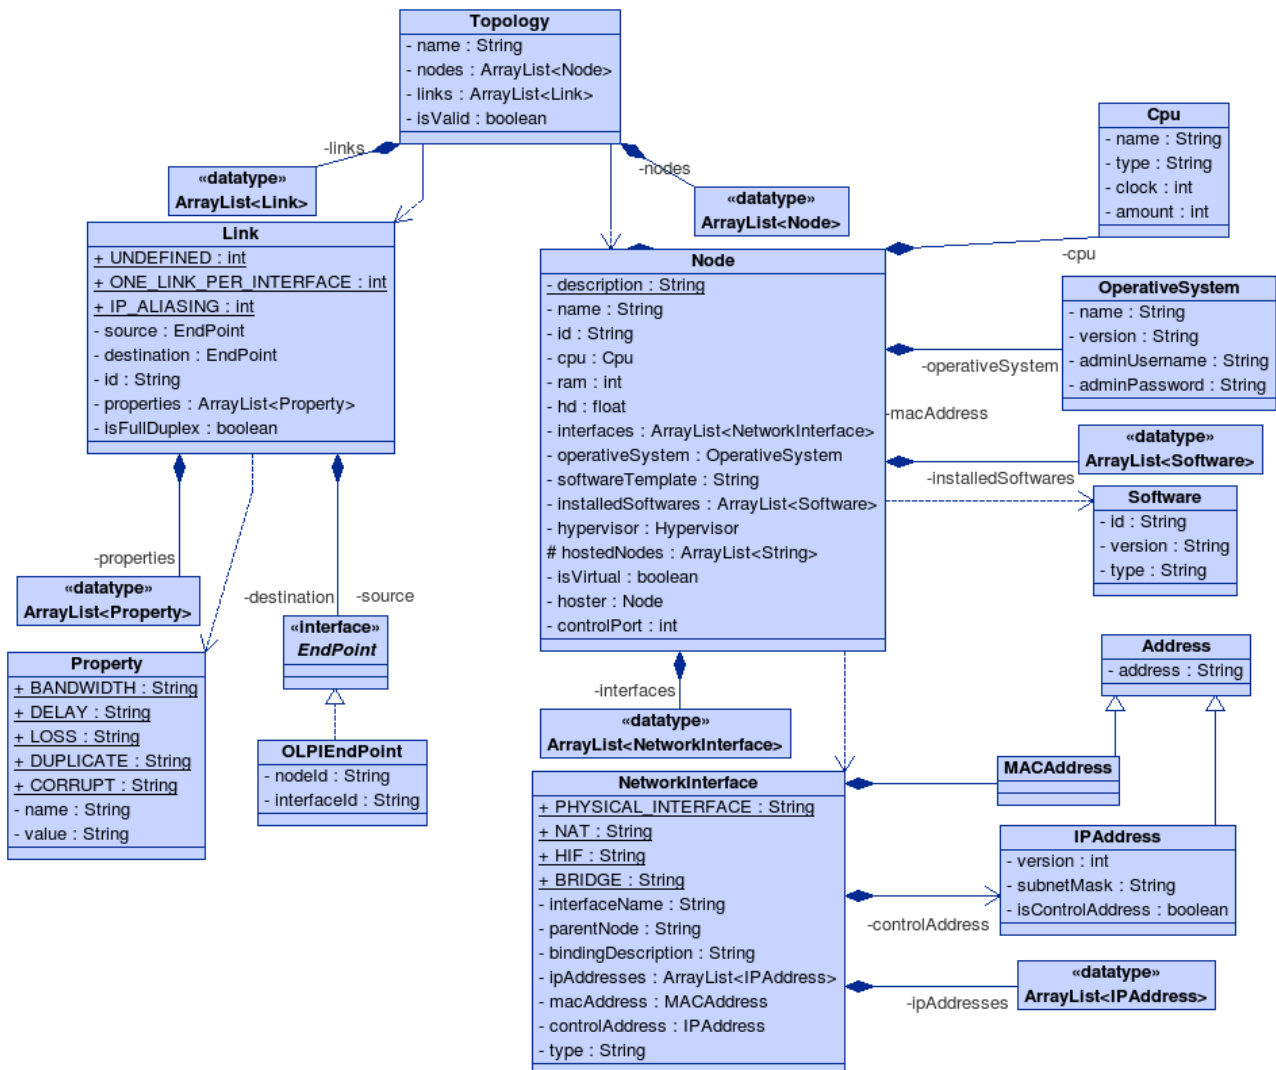 Topology
- name : String
- nodes : ArrayList<Node>
- links : ArrayList<Link>
- isValid : boolean
-links
-nodes
«datatype»
ArrayList<Link>
«datatype»
ArrayList<Node>
Cpu
- name : String
- type : String
- clock : int
- amount : int
-cpu
Link
+ UNDEFINED : int
+ ONE_LINK_PER_INTERFACE : int
+ IP_ALIASING : int
- source : EndPoint
- destination : EndPoint
- id : String
- properties : ArrayList<Property>
- isFullDuplex : boolean
Node
- description : String
- name : String
- id : String
- cpu : Cpu
- ram : int
- hd : float
- interfaces : ArrayList<NetworkInterface>
- operativeSystem : OperativeSystem
- softwareTemplate : String
- installedSoftwares : ArrayList<Software>
- hypervisor : Hypervisor
# hostedNodes : ArrayList<String>
- isVirtual : boolean
- hoster : Node
- controlPort : int
OperativeSystem
- name : String
- version : String
- adminUsername : String
- adminPassword : String
-operativeSystem
-macAddress
«datatype»
ArrayList<Software>
-installedSoftwares
Software
- id : String
- version : String
- type : String
-properties
«datatype»
ArrayList<Property>
-destination
-source
«interface»
EndPoint
Property
+ BANDWIDTH : String
+ DELAY : String
+ LOSS : String
+ DUPLICATE : String
+ CORRUPT : String
- name : String
- value : String
OLPIEndPoint
- nodeId : String
- interfaceId : String
-interfaces
«datatype»
ArrayList<NetworkInterface>
Address
- address : String
MACAddress
NetworkInterface
+ PHYSICAL_INTERFACE : String
+ NAT : String
+ HIF : String
+ BRIDGE : String
- interfaceName : String
- parentNode : String
- bindingDescription : String
- ipAddresses : ArrayList<IPAddress>
- macAddress : MACAddress
- controlAddress : IPAddress
- type : String
IPAddress
- version : int
- subnetMask : String
- isControlAddress : boolean
-controlAddress
«datatype»
ArrayList<IPAddress>
-ipAddresses